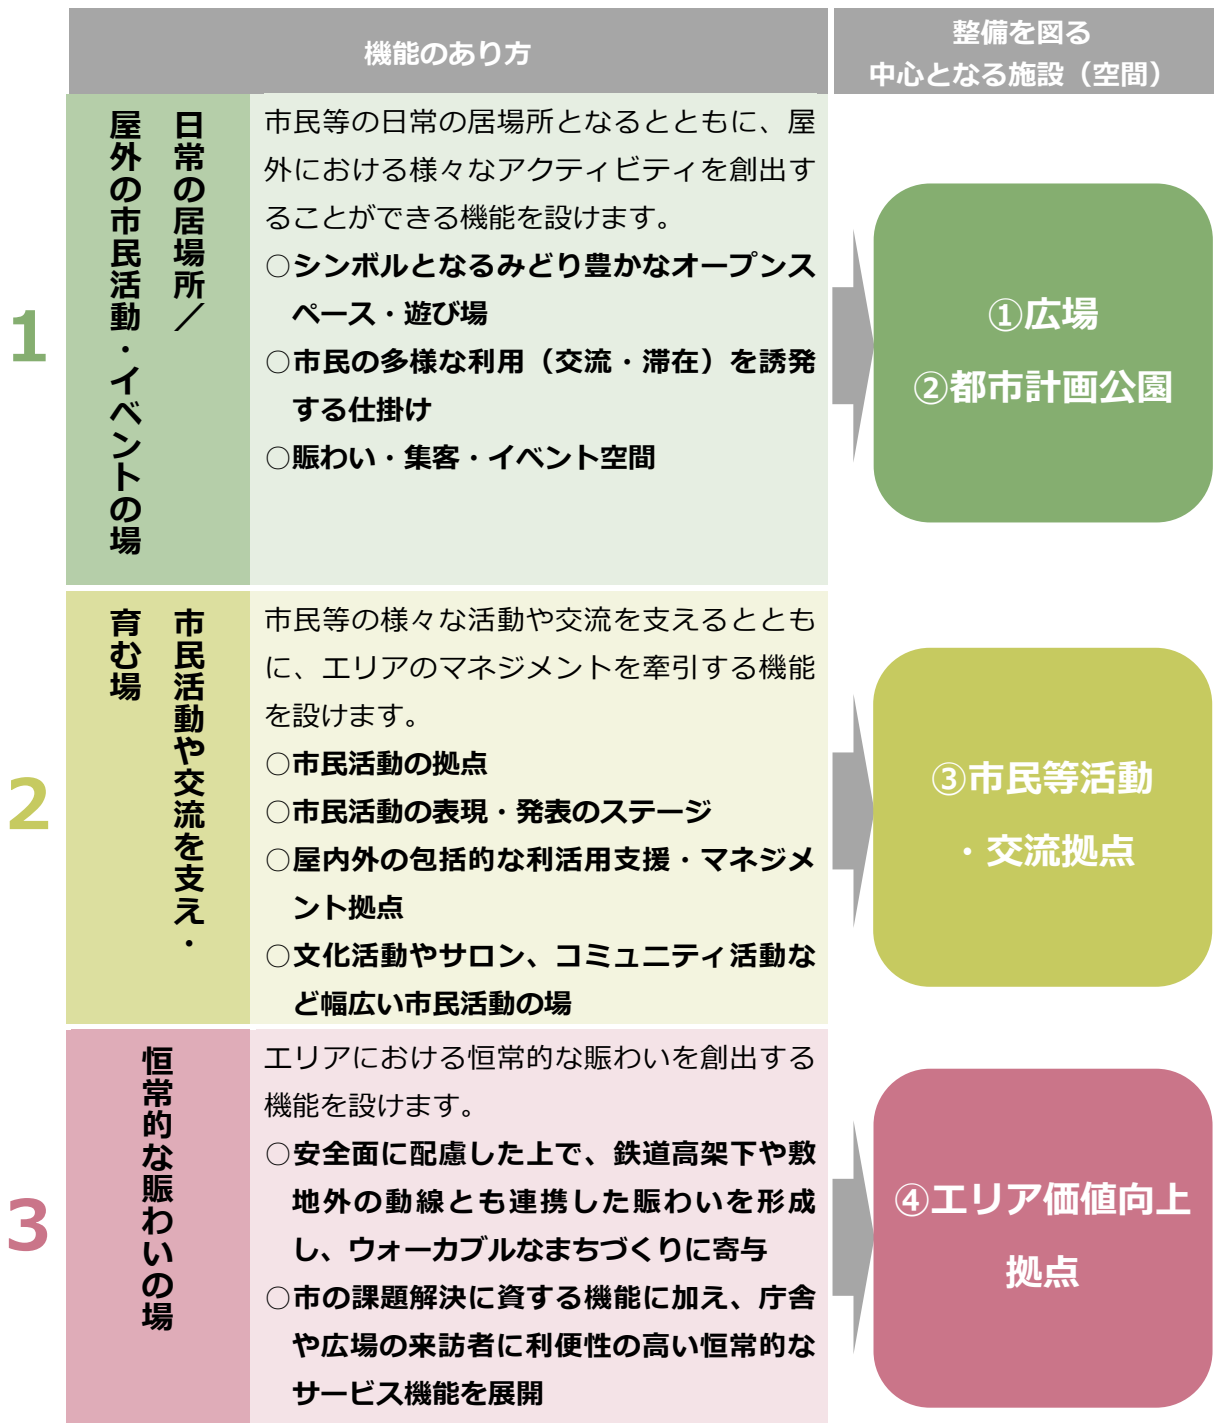 機能のあり方
整備を図る
中心となる施設（空間）
1
日常の居場所／
屋外の市民活動・イベントの場
市民等の日常の居場所となるとともに、屋
外における様々なアクティビティを創出す
ることができる機能を設けます。
○シンボルとなるみどり豊かなオープンス
ペース・遊び場
○市民の多様な利用（交流・滞在）を誘発
する仕掛け
○賑わい・集客・イベント空間
①広場
②都市計画公園
2
市民活動や交流を支え・
育む場
市民等の様々な活動や交流を支えるととも
に、エリアのマネジメントを牽引する機能
を設けます。
○市民活動の拠点
○市民活動の表現・発表のステージ
○屋内外の包括的な利活用支援・マネジメ
ント拠点
○文化活動やサロン、コミュニティ活動な
ど幅広い市民活動の場
③市民等活動
・交流拠点
3
恒常的な賑わいの場
エリアにおける恒常的な賑わいを創出する
機能を設けます。
○安全面に配慮した上で、鉄道高架下や敷
地外の動線とも連携した賑わいを形成
し、ウォーカブルなまちづくりに寄与
○市の課題解決に資する機能に加え、庁舎
や広場の来訪者に利便性の高い恒常的な
サービス機能を展開
④エリア価値向上
拠点